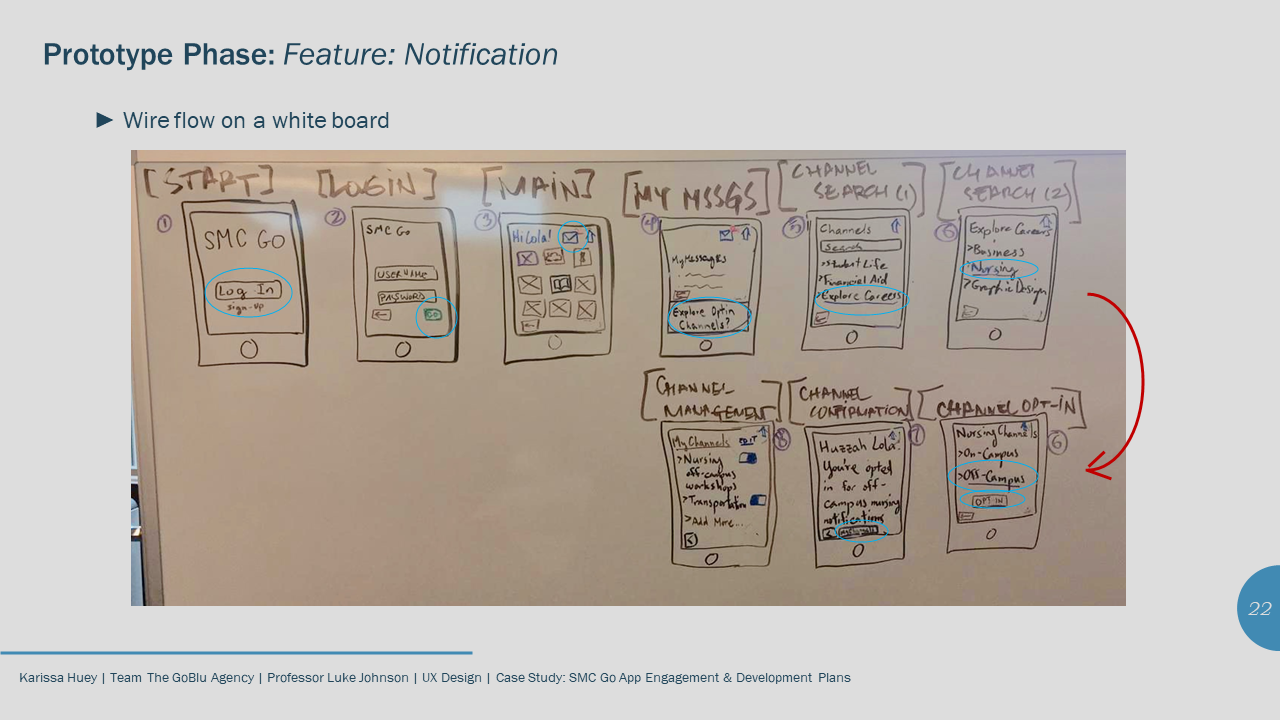 Prototype Phase: Feature: Notification
► Wire flow on a white board
[START]
[LOGIN]
[MAIN]
[MY MSSGS]
[CHANNEL
SEARCH (1)]
[CHANNEL
SEARCH (2)]
1
SMC GO
Log In
sign-up
2
SMC Go
USERNAME
PASSWORD
GO
3
Hi Lola!
4
My Messages
Explore Optin
Channels?
5
Channels
Search
>Student Life
>Financial Aid
>Explore Careers
6
Explore Careers
>Business
>Nursing
>Graphic Design
[CHANNEL
MANAGEMENT]
[CHANNEL
CONFIRMATION]
[CHANNEL OPT-IN]
My Channels EDIT
>Nursing
off-campus
workshops
>Transportation
>Add More...
8
Huzzah Lola!
You're opted
in for off-
campus nursing
notifications
7
Nursing Channels
>On-Campus
>Off-Campus
OPT IN
6
22
Karissa Huey | Team The GoBlu Agency | Professor Luke Johnson | UX Design | Case Study: SMC Go App Engagement & Development Plans